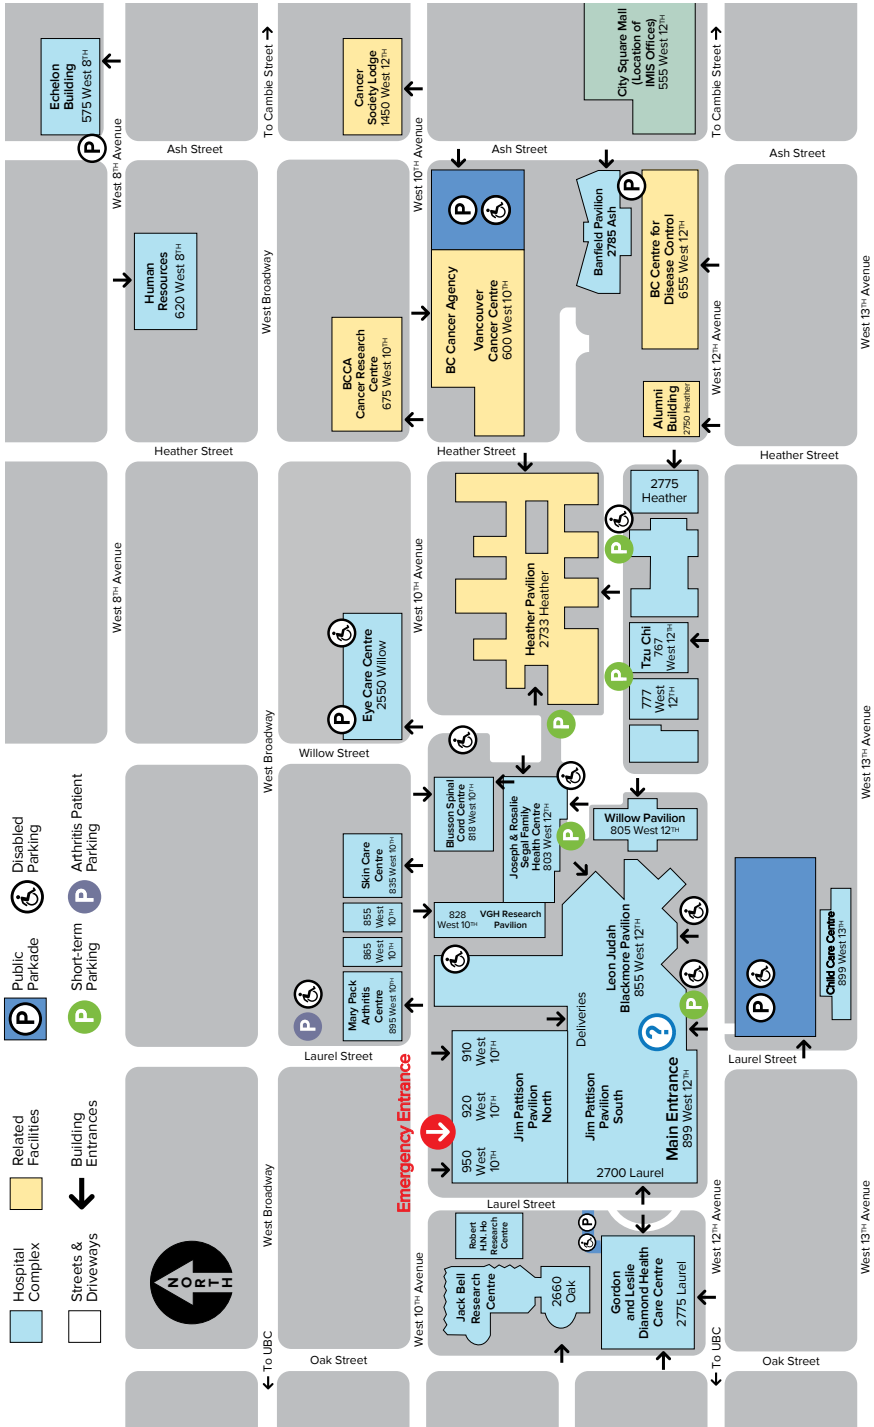 Hospital
Complex
Related
Facilities
P
Public
Parkade
Disabled
Parking
Streets &
Driveways
Building
Entrances
P
Short-term
Parking
P
Arthritis Patient
Parking
NORTH
West 8TH Avenue
West 8TH Avenue
Echelon
Building
575 West 8TH
P
Human
Resources
620 West 8TH
Ash Street
Heather Street
To UBC
West Broadway
West Broadway
West Broadway
To Cambie Street
Oak Street
Laurel Street
Willow Street
P
Mary Pack
Arthritis
Centre
895 West 10TH
865
West
10TH
855
West
10TH
Skin Care
Centre
835 West 10TH
P
Eye Care Centre
2550 Willow
BCCA
Cancer Research
Centre
675 West 10TH
Cancer
Society Lodge
1450 West 12TH
West 10TH Avenue
Emergency Entrance
West 10TH Avenue
West 10TH Avenue
Jack Bell
Research
Centre
Robert
H.N. Ho
Research
Centre
2660
Oak
P
Laurel Street
950
West
10TH
920
West
10TH
910
West
10TH
Jim Pattison
Pavilion
North
828
West 10TH
VGH Research
Pavilion
Blusson Spinal
Cord Centre
818 West 10TH
Joseph & Rosalie
Segal Family
Health Centre
803 West 12TH
P
P
Heather Street
Heather Pavilion
2733 Heather
BC Cancer Agency
Vancouver
Cancer Centre
600 West 10TH
P
Ash Street
Gordon
and Leslie
Diamond Health
Care Centre
2775 Laurel
2700 Laurel
Jim Pattison
Pavilion
South
Main Entrance
899 West 12TH
Deliveries
Leon Judah
Blackmore Pavilion
855 West 12TH
?
P
Willow Pavilion
805 West 12TH
P
777
West
12TH
Tzu Chi
767
West 12TH
P
2775
Heather
Alumni
Building
2750 Heather
Banfield Pavilion
2785 Ash
P
BC Centre for
Disease Control
655 West 12TH
City Square Mall
(Location of
IMIS Offices)
555 West 12TH
To UBC
West 12TH Avenue
West 12TH Avenue
To Cambie Street
Oak Street
Laurel Street
P
Child Care Centre
899 West 13TH
Heather Street
Ash Street
West 13TH Avenue
West 13TH Avenue
West 13TH Avenue